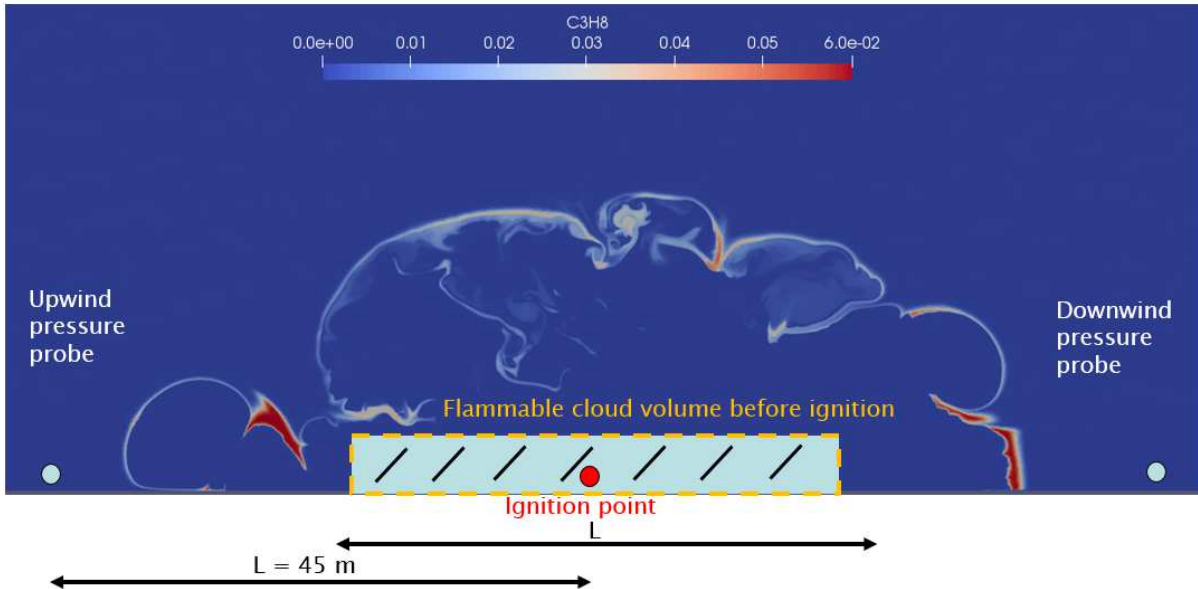 C3H8
0.0e+00 0.01 0.02 0.03 0.04 0.05 6.0e-02
Upwind
pressure
probe
Downwind
pressure
probe
Flammable cloud volume before ignition
Ignition point
L
L = 45 m